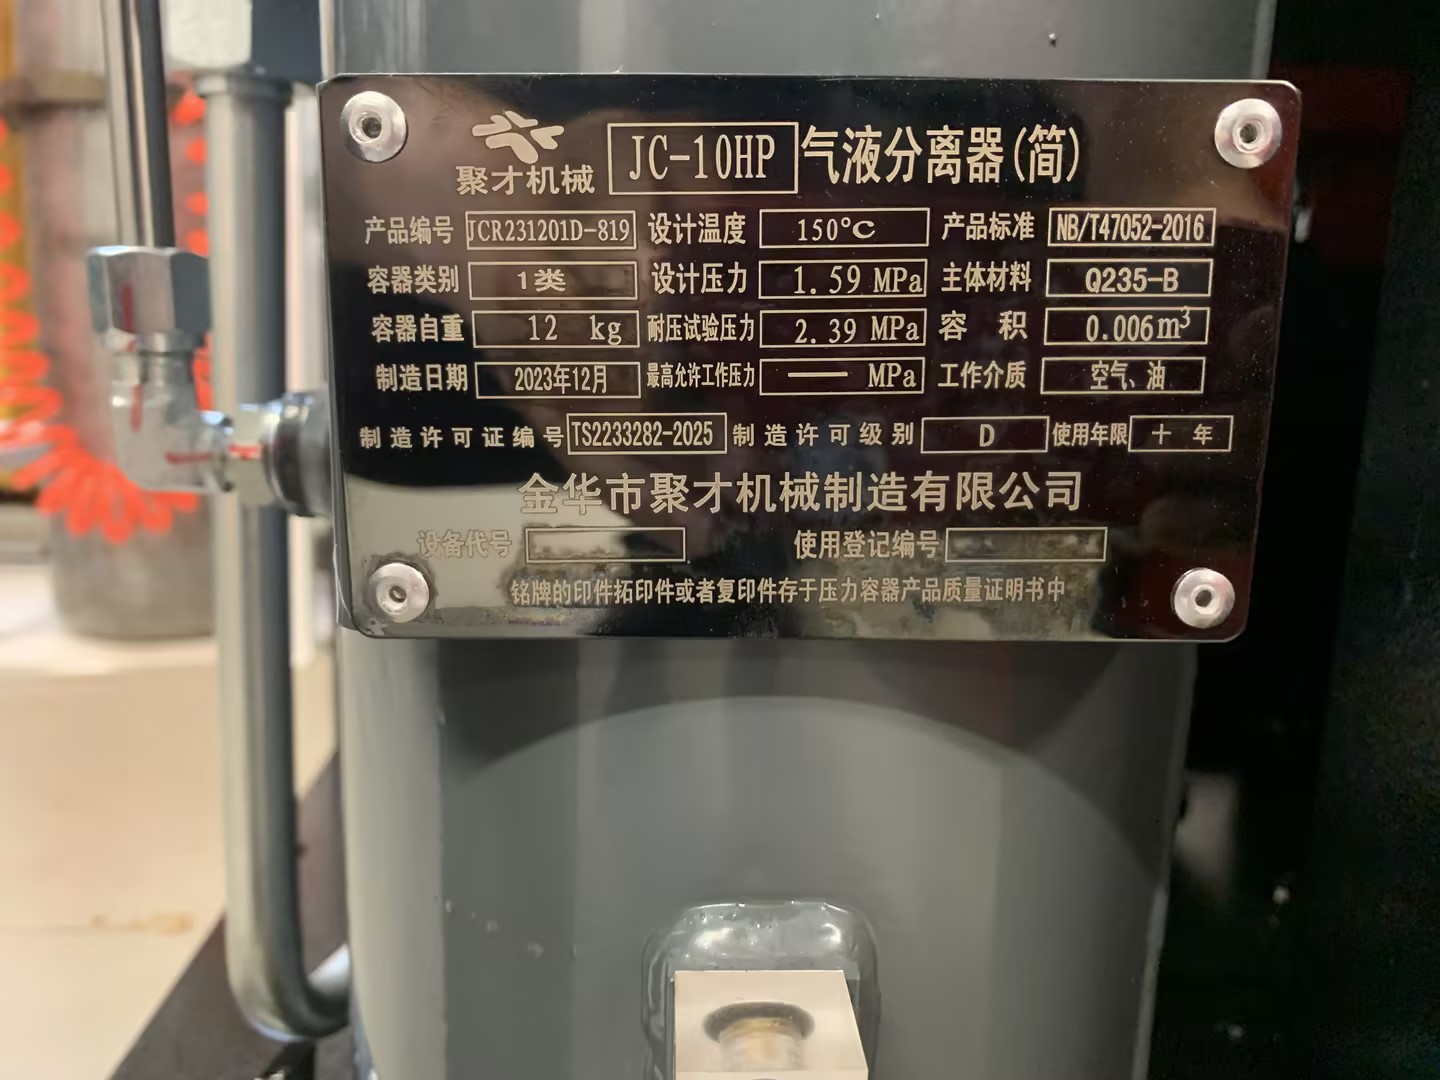 聚才机械 JC-10HP 气液分离器(简)
产品编号 JCR231201D-819 设计温度 150°C 产品标准 NB/T47052-2016
容器类别 1类 设计压力 1.59 MPa 主体材料 Q235-B
容器自重 12 kg 耐压试验压力 2.39 MPa 容 积 0.006m³
制造日期 2023年12月 最高允许工作压力 — MPa 工作介质 空气、油
制造许可证编号 TS2233282-2025 制造许可级别 D 使用年限 十 年
金华市聚才机械制造有限公司
设备代号 使用登记编号
铭牌的印件拓印件或者复印件存于压力容器产品质量证明书中